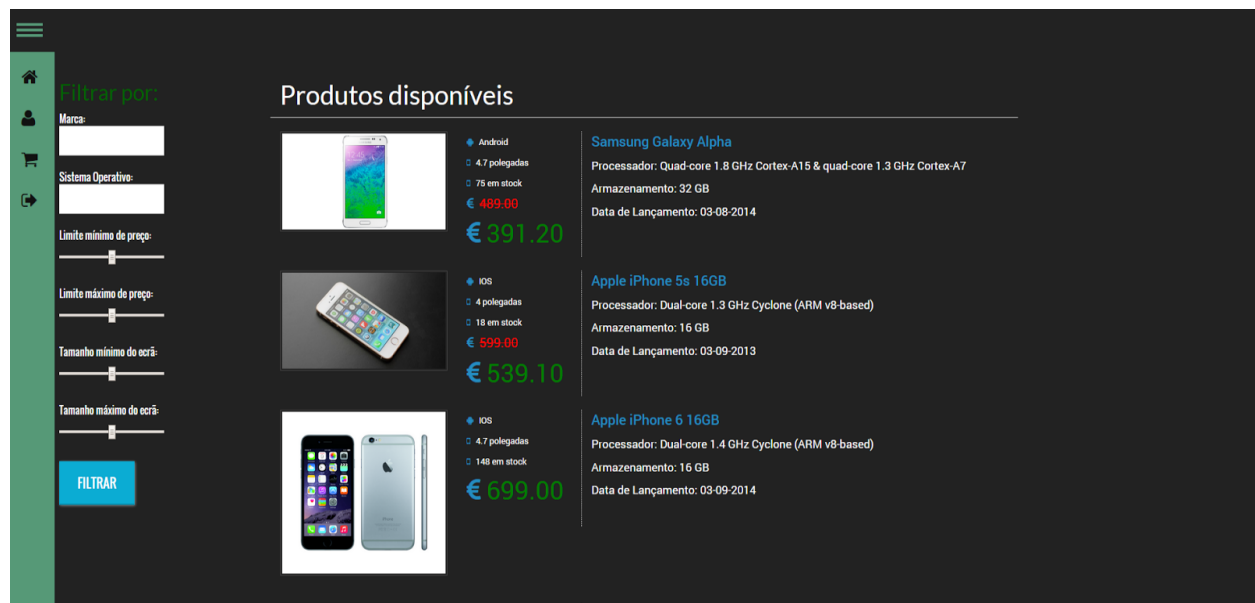 Filtrar por:
Marca:
Sistema Operativo:
Limite mínimo de preço:
Limite máximo de preço:
Tamanho mínimo do ecrã:
Tamanho máximo do ecrã:
FILTRAR
Produtos disponíveis
Android
4.7 polegadas
75 em stock
€ 489.00
€ 391.20
Samsung Galaxy Alpha
Processador: Quad-core 1.8 GHz Cortex-A15 & quad-core 1.3 GHz Cortex-A7
Armazenamento: 32 GB
Data de Lançamento: 03-08-2014
IOS
4 polegadas
18 em stock
€ 599.00
€ 539.10
Apple iPhone 5s 16GB
Processador: Dual-core 1.3 GHz Cyclone (ARM v8-based)
Armazenamento: 16 GB
Data de Lançamento: 03-09-2013
IOS
4.7 polegadas
148 em stock
€ 699.00
Apple iPhone 6 16GB
Processador: Dual-core 1.4 GHz Cyclone (ARM v8-based)
Armazenamento: 16 GB
Data de Lançamento: 03-09-2014